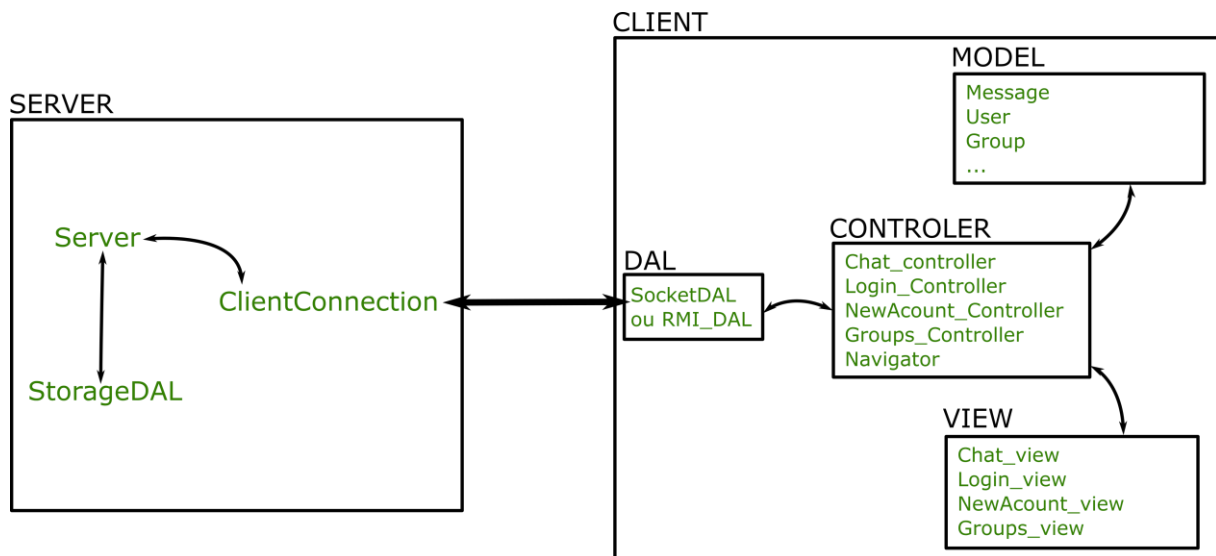 SERVER
Server
ClientConnection
StorageDAL
CLIENT
DAL
SocketDAL
ou RMI_DAL
CONTROLER
Chat_controller
Login_Controller
NewAcount_Controller
Groups_Controller
Navigator
MODEL
Message
User
Group
...
VIEW
Chat_view
Login_view
NewAcount_view
Groups_view